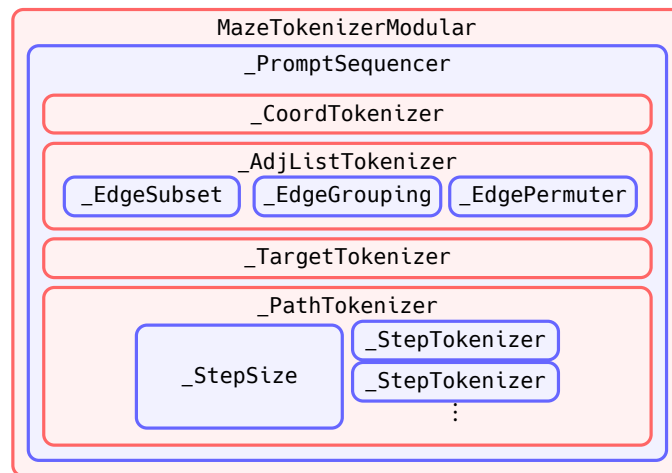 MazeTokenizerModular
_PromptSequencer
_CoordTokenizer
_AdjListTokenizer
_EdgeSubset _EdgeGrouping _EdgePermuter
_TargetTokenizer
_PathTokenizer
_StepSize
_StepTokenizer
_StepTokenizer
⋮